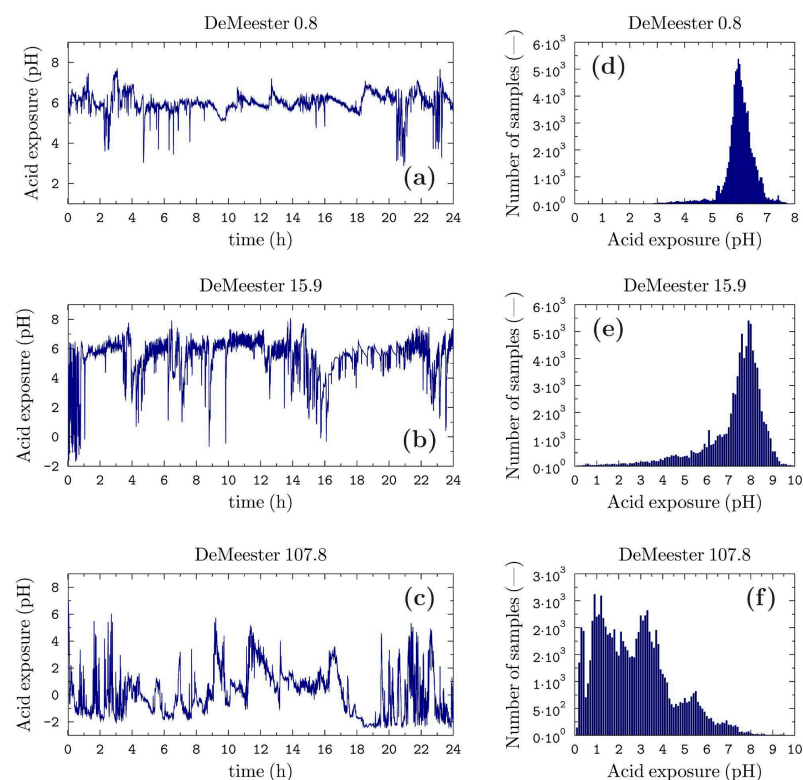 DeMeester 0.8
Acid exposure (pH)
8
6
4
2
0 2 4 6 8 10 12 14 16 18 20 22 24
time (h)
(a)
DeMeester 0.8
Number of samples (—)
6·10³
5·10³
4·10³
3·10³
2·10³
1·10³
0·10⁰
0 1 2 3 4 5 6 7 8
Acid exposure (pH)
(d)
DeMeester 15.9
Acid exposure (pH)
8
6
4
2
0
−2
0 2 4 6 8 10 12 14 16 18 20 22 24
time (h)
(b)
DeMeester 15.9
Number of samples (—)
6·10³
5·10³
4·10³
3·10³
2·10³
1·10³
0·10⁰
0 1 2 3 4 5 6 7 8 9 10
Acid exposure (pH)
(e)
DeMeester 107.8
Acid exposure (pH)
8
6
4
2
0
−2
0 2 4 6 8 10 12 14 16 18 20 22 24
time (h)
(c)
DeMeester 107.8
Number of samples (—)
3·10³
3·10³
2·10³
2·10³
1·10³
5·10²
0·10⁰
0 1 2 3 4 5 6 7 8 9 10
Acid exposure (pH)
(f)